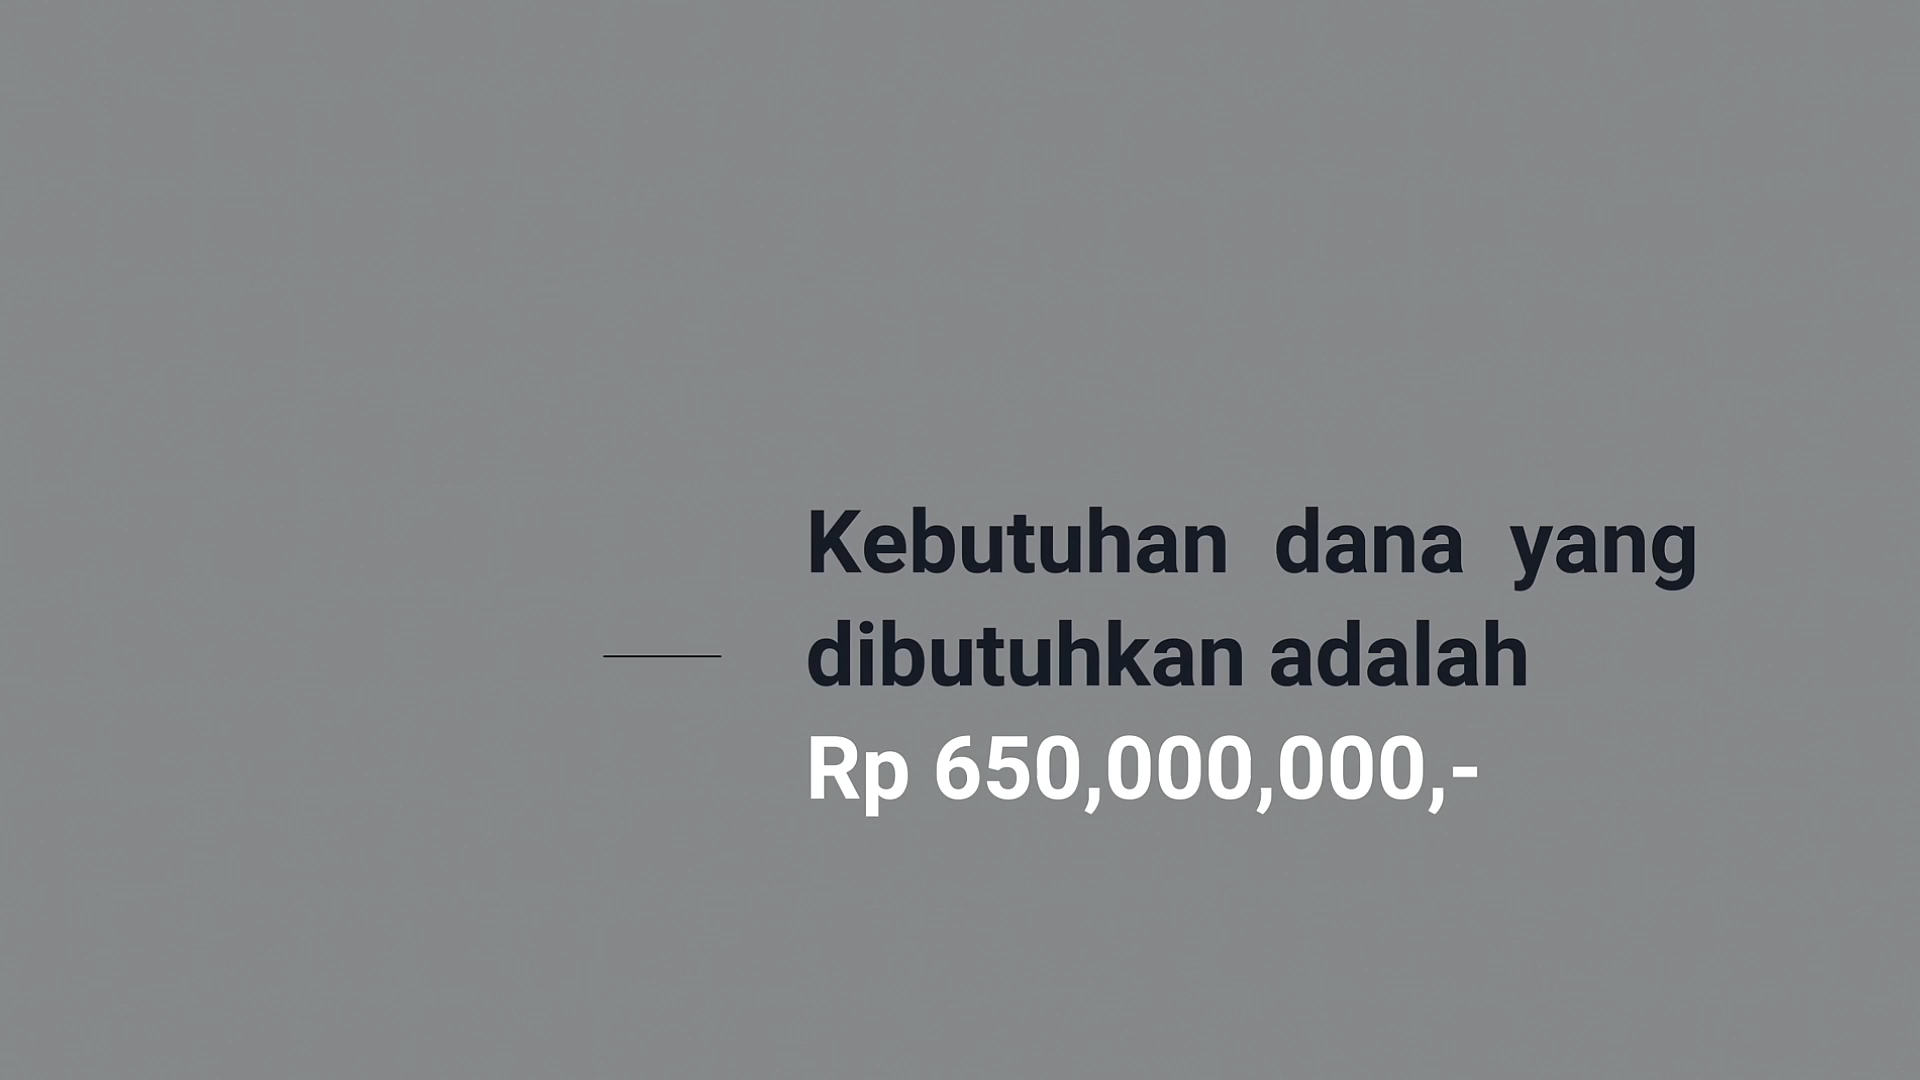 Kebutuhan dana yang
dibutuhkan adalah
Rp 650,000,000,-